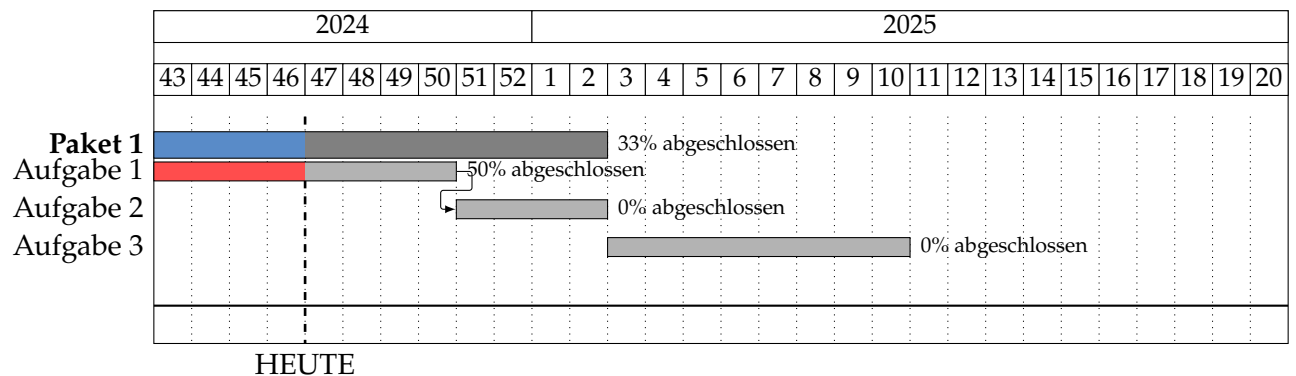 2024 2025
43 44 45 46 47 48 49 50 51 52 1 2 3 4 5 6 7 8 9 10 11 12 13 14 15 16 17 18 19 20
Paket 1 33% abgeschlossen
Aufgabe 1 50% abgeschlossen
Aufgabe 2 0% abgeschlossen
Aufgabe 3 0% abgeschlossen
HEUTE